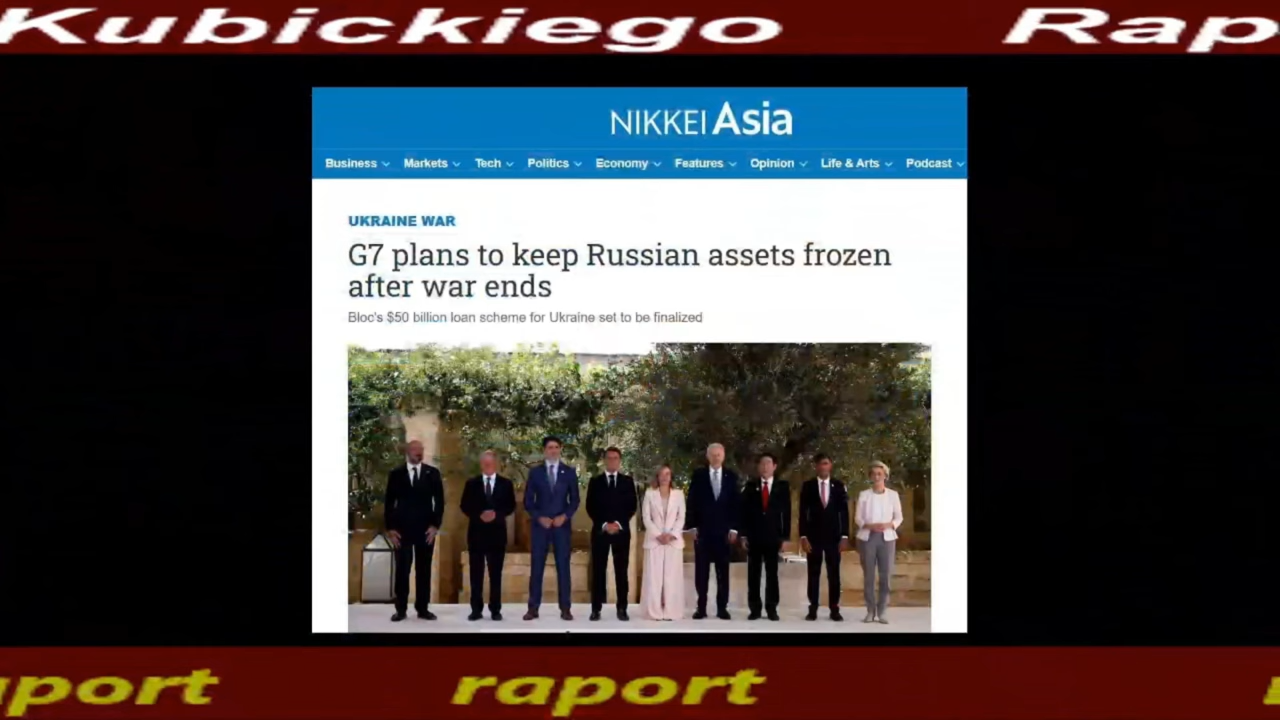 Kubickiego Rap
NIKKEI Asia
Business Markets Tech Politics Economy Features Opinion Life & Arts Podcast
UKRAINE WAR
G7 plans to keep Russian assets frozen
after war ends
Bloc's $50 billion loan scheme for Ukraine set to be finalized
aport raport